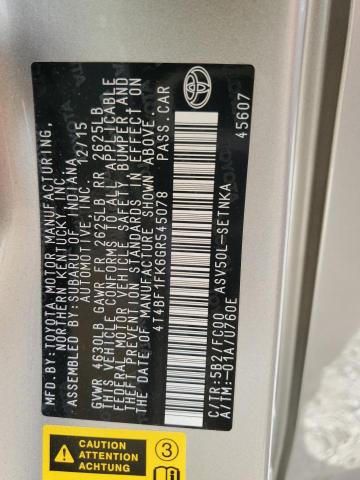 MFD. BY: TOYOTA MOTOR MANUFACTURING,
NORTHERN KENTUCKY, INC.
ASSEMBLED BY: SUBARU OF INDIANA
AUTOMOTIVE, INC. 12/15
GVWR 4630LB GAWR FR 2625LB RR 2625LB
THIS VEHICLE CONFORMS TO ALL APPLICABLE
FEDERAL MOTOR VEHICLE SAFETY BUMPER, AND
THEFT PREVENTION STANDARDS IN EFFECT ON
THE DATE OF MANUFACTURE SHOWN ABOVE.
4T4BF1FK6GR545078 PASS.CAR
C/TR:5B2/FC00 ASV50L-SETNKA
A/TM:-01A/U760E 45607
CAUTION
ATTENTION
ACHTUNG
3